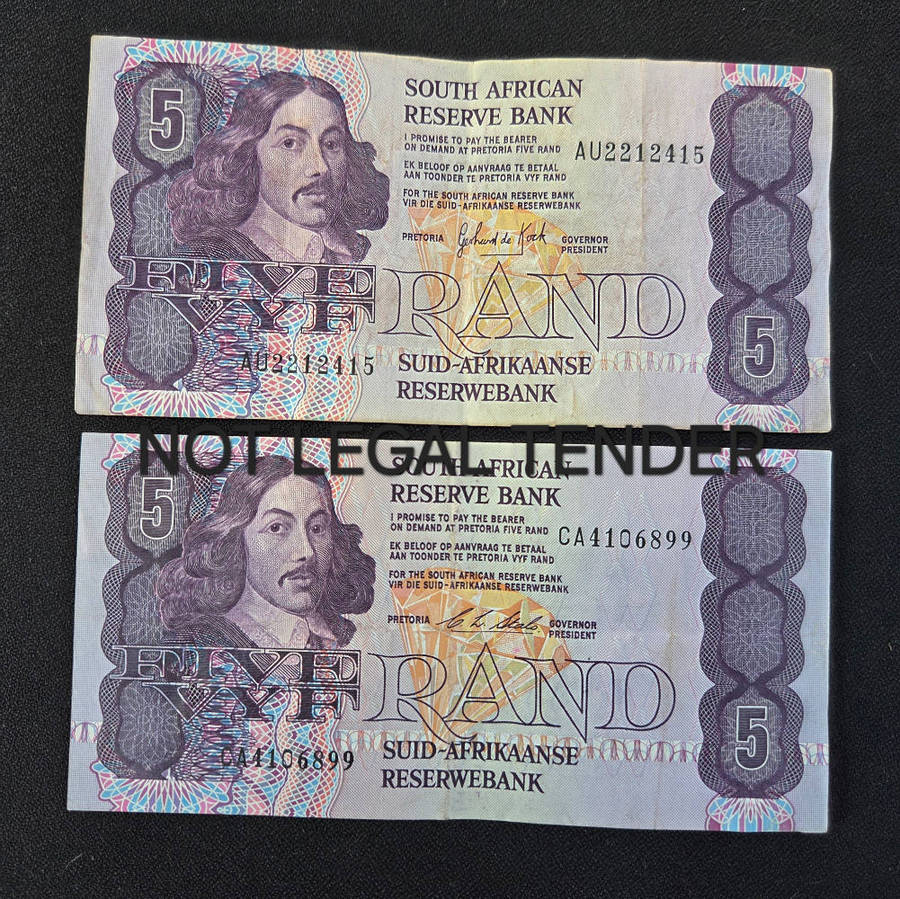 5
SOUTH AFRICAN
RESERVE BANK
I PROMISE TO PAY THE BEARER
ON DEMAND AT PRETORIA FIVE RAND
AU2212415
EK BELOOF OP AANVRAAG TE BETAAL
AAN TOONDER TE PRETORIA VYF RAND
FOR THE SOUTH AFRICAN RESERVE BANK
VIR DIE SUID-AFRIKAANSE RESERWEBANK
PRETORIA Gerhard de Kock GOVERNOR
PRESIDENT
FIVE
VYF
RAND
5
AU2212415
SUID-AFRIKAANSE
RESERWEBANK
NOT LEGAL TENDER
5
SOUTH AFRICAN
RESERVE BANK
I PROMISE TO PAY THE BEARER
ON DEMAND AT PRETORIA FIVE RAND
CA4106899
EK BELOOF OP AANVRAAG TE BETAAL
AAN TOONDER TE PRETORIA VYF RAND
FOR THE SOUTH AFRICAN RESERVE BANK
VIR DIE SUID-AFRIKAANSE RESERWEBANK
PRETORIA C L Stals GOVERNOR
PRESIDENT
FIVE
VYF
RAND
5
CA4106899
SUID-AFRIKAANSE
RESERWEBANK